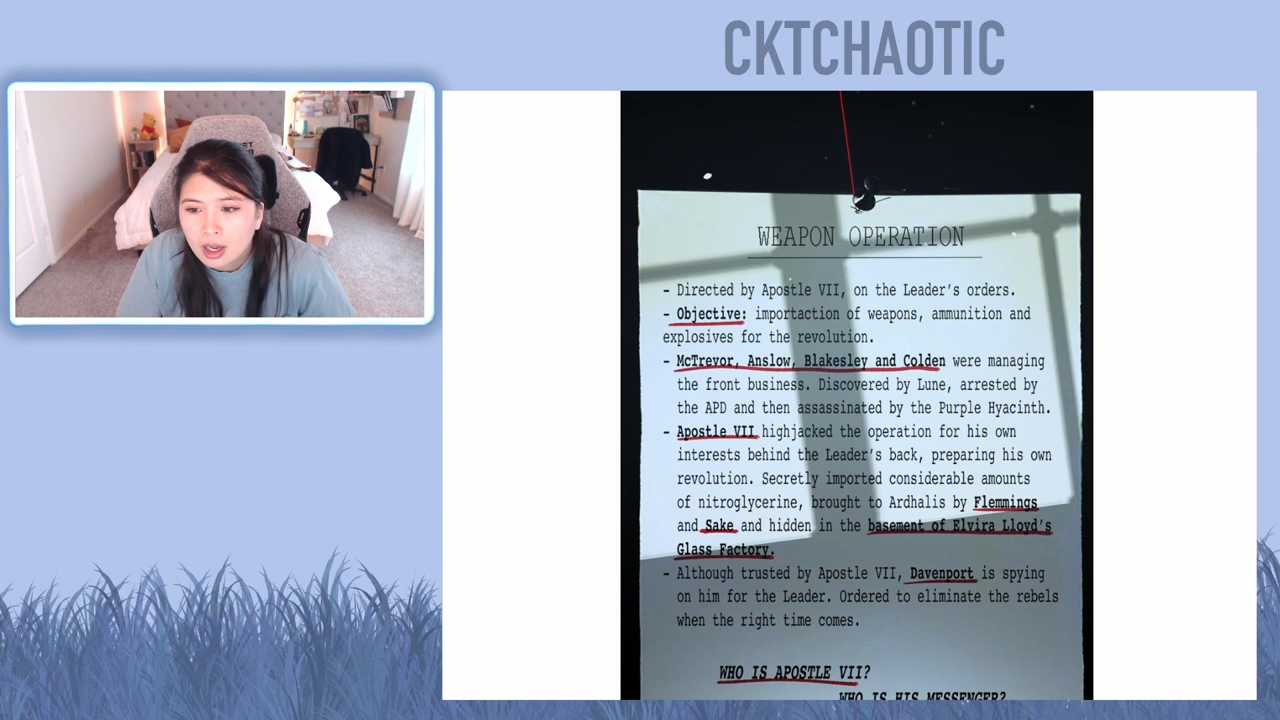 CKTCHAOTIC
WEAPON OPERATION
- Directed by Apostle VII, on the Leader's orders.
- Objective: importaction of weapons, ammunition and
explosives for the revolution.
- McTrevor, Anslow, Blakesley and Colden were managing
the front business. Discovered by Lune, arrested by
the APD and then assassinated by the Purple Hyacinth.
- Apostle VII highjacked the operation for his own
interests behind the Leader's back, preparing his own
revolution. Secretly imported considerable amounts
of nitroglycerine, brought to Ardhalis by Flemmings
and Sake and hidden in the basement of Elvira Lloyd's
Glass Factory.
- Although trusted by Apostle VII, Davenport is spying
on him for the Leader. Ordered to eliminate the rebels
when the right time comes.
WHO IS APOSTLE VII?
WHO IS HIS MESSENGER?